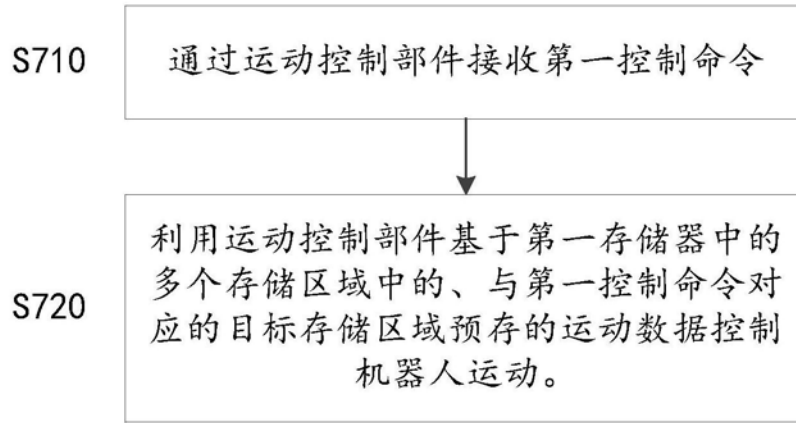 S710
通过运动控制部件接收第一控制命令
S720
利用运动控制部件基于第一存储器中的
多个存储区域中的、与第一控制命令对
应的目标存储区域预存的运动数据控制
机器人运动。